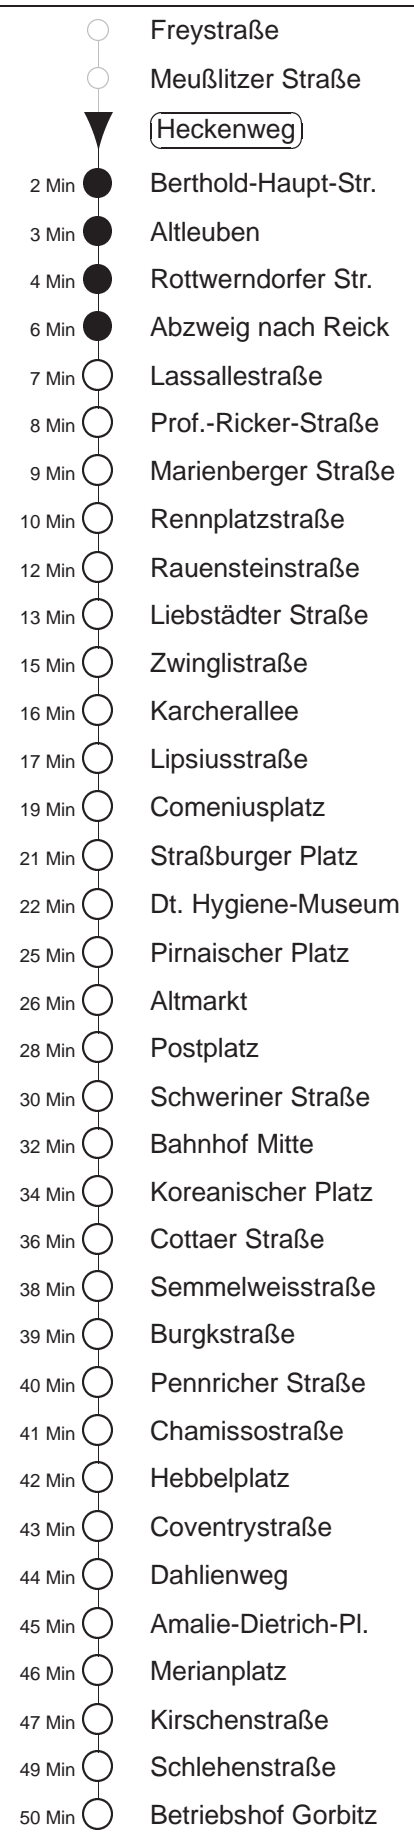 Freystraße
Meußlitzer Straße
Heckenweg
2 Min Berthold-Haupt-Str.
3 Min Altleuben
4 Min Rottwerndorfer Str.
6 Min Abzweig nach Reick
7 Min Lassallestraße
8 Min Prof.-Ricker-Straße
9 Min Marienberger Straße
10 Min Rennplatzstraße
12 Min Rauensteinstraße
13 Min Liebstädter Straße
15 Min Zwinglistraße
16 Min Karcherallee
17 Min Lipsiusstraße
19 Min Comeniusplatz
21 Min Straßburger Platz
22 Min Dt. Hygiene-Museum
25 Min Pirnaischer Platz
26 Min Altmarkt
28 Min Postplatz
30 Min Schweriner Straße
32 Min Bahnhof Mitte
34 Min Koreanischer Platz
36 Min Cottaer Straße
38 Min Semmelweisstraße
39 Min Burgkstraße
40 Min Pennricher Straße
41 Min Chamissostraße
42 Min Hebbelplatz
43 Min Coventrystraße
44 Min Dahlienweg
45 Min Amalie-Dietrich-Pl.
46 Min Merianplatz
47 Min Kirschenstraße
49 Min Schlehenstraße
50 Min Betriebshof Gorbitz